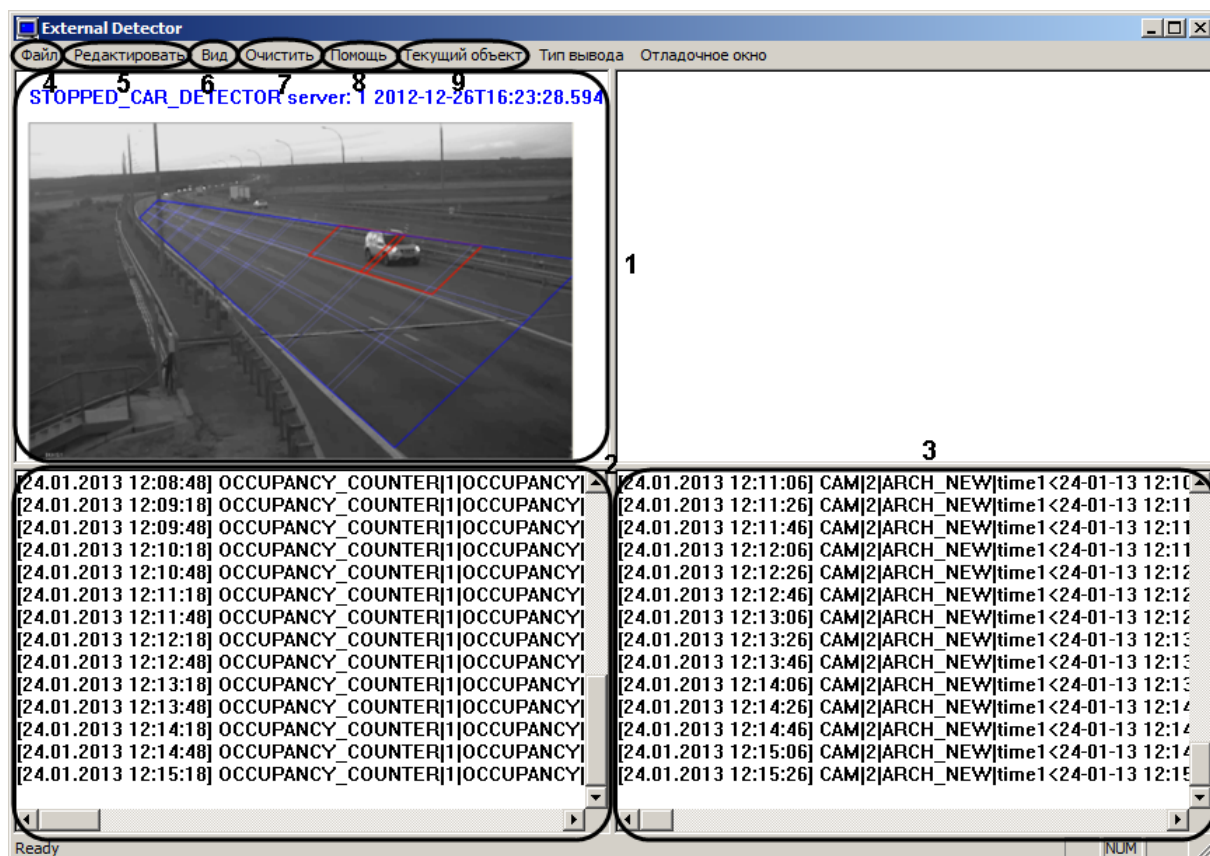 External Detector
Файл Редактировать Вид Очистить Помощь Текущий объект Тип вывода Отладочное окно
4 5 6 7 8 9
STOPPED_CAR_DETECTOR server: 1 2012-12-26T16:23:28.594
1
2
3
[24.01.2013 12:08:48] OCCUPANCY_COUNTER|1|OCCUPANCY|
[24.01.2013 12:09:18] OCCUPANCY_COUNTER|1|OCCUPANCY|
[24.01.2013 12:09:48] OCCUPANCY_COUNTER|1|OCCUPANCY|
[24.01.2013 12:10:18] OCCUPANCY_COUNTER|1|OCCUPANCY|
[24.01.2013 12:10:48] OCCUPANCY_COUNTER|1|OCCUPANCY|
[24.01.2013 12:11:18] OCCUPANCY_COUNTER|1|OCCUPANCY|
[24.01.2013 12:11:48] OCCUPANCY_COUNTER|1|OCCUPANCY|
[24.01.2013 12:12:18] OCCUPANCY_COUNTER|1|OCCUPANCY|
[24.01.2013 12:12:48] OCCUPANCY_COUNTER|1|OCCUPANCY|
[24.01.2013 12:13:18] OCCUPANCY_COUNTER|1|OCCUPANCY|
[24.01.2013 12:13:48] OCCUPANCY_COUNTER|1|OCCUPANCY|
[24.01.2013 12:14:18] OCCUPANCY_COUNTER|1|OCCUPANCY|
[24.01.2013 12:14:48] OCCUPANCY_COUNTER|1|OCCUPANCY|
[24.01.2013 12:15:18] OCCUPANCY_COUNTER|1|OCCUPANCY|
[24.01.2013 12:11:06] CAM|2|ARCH_NEW|time1<24-01-13 12:10
[24.01.2013 12:11:26] CAM|2|ARCH_NEW|time1<24-01-13 12:11
[24.01.2013 12:11:46] CAM|2|ARCH_NEW|time1<24-01-13 12:11
[24.01.2013 12:12:06] CAM|2|ARCH_NEW|time1<24-01-13 12:11
[24.01.2013 12:12:26] CAM|2|ARCH_NEW|time1<24-01-13 12:12
[24.01.2013 12:12:46] CAM|2|ARCH_NEW|time1<24-01-13 12:12
[24.01.2013 12:13:06] CAM|2|ARCH_NEW|time1<24-01-13 12:12
[24.01.2013 12:13:26] CAM|2|ARCH_NEW|time1<24-01-13 12:13
[24.01.2013 12:13:46] CAM|2|ARCH_NEW|time1<24-01-13 12:13
[24.01.2013 12:14:06] CAM|2|ARCH_NEW|time1<24-01-13 12:13
[24.01.2013 12:14:26] CAM|2|ARCH_NEW|time1<24-01-13 12:14
[24.01.2013 12:14:46] CAM|2|ARCH_NEW|time1<24-01-13 12:14
[24.01.2013 12:15:06] CAM|2|ARCH_NEW|time1<24-01-13 12:14
[24.01.2013 12:15:26] CAM|2|ARCH_NEW|time1<24-01-13 12:15
Ready
NUM